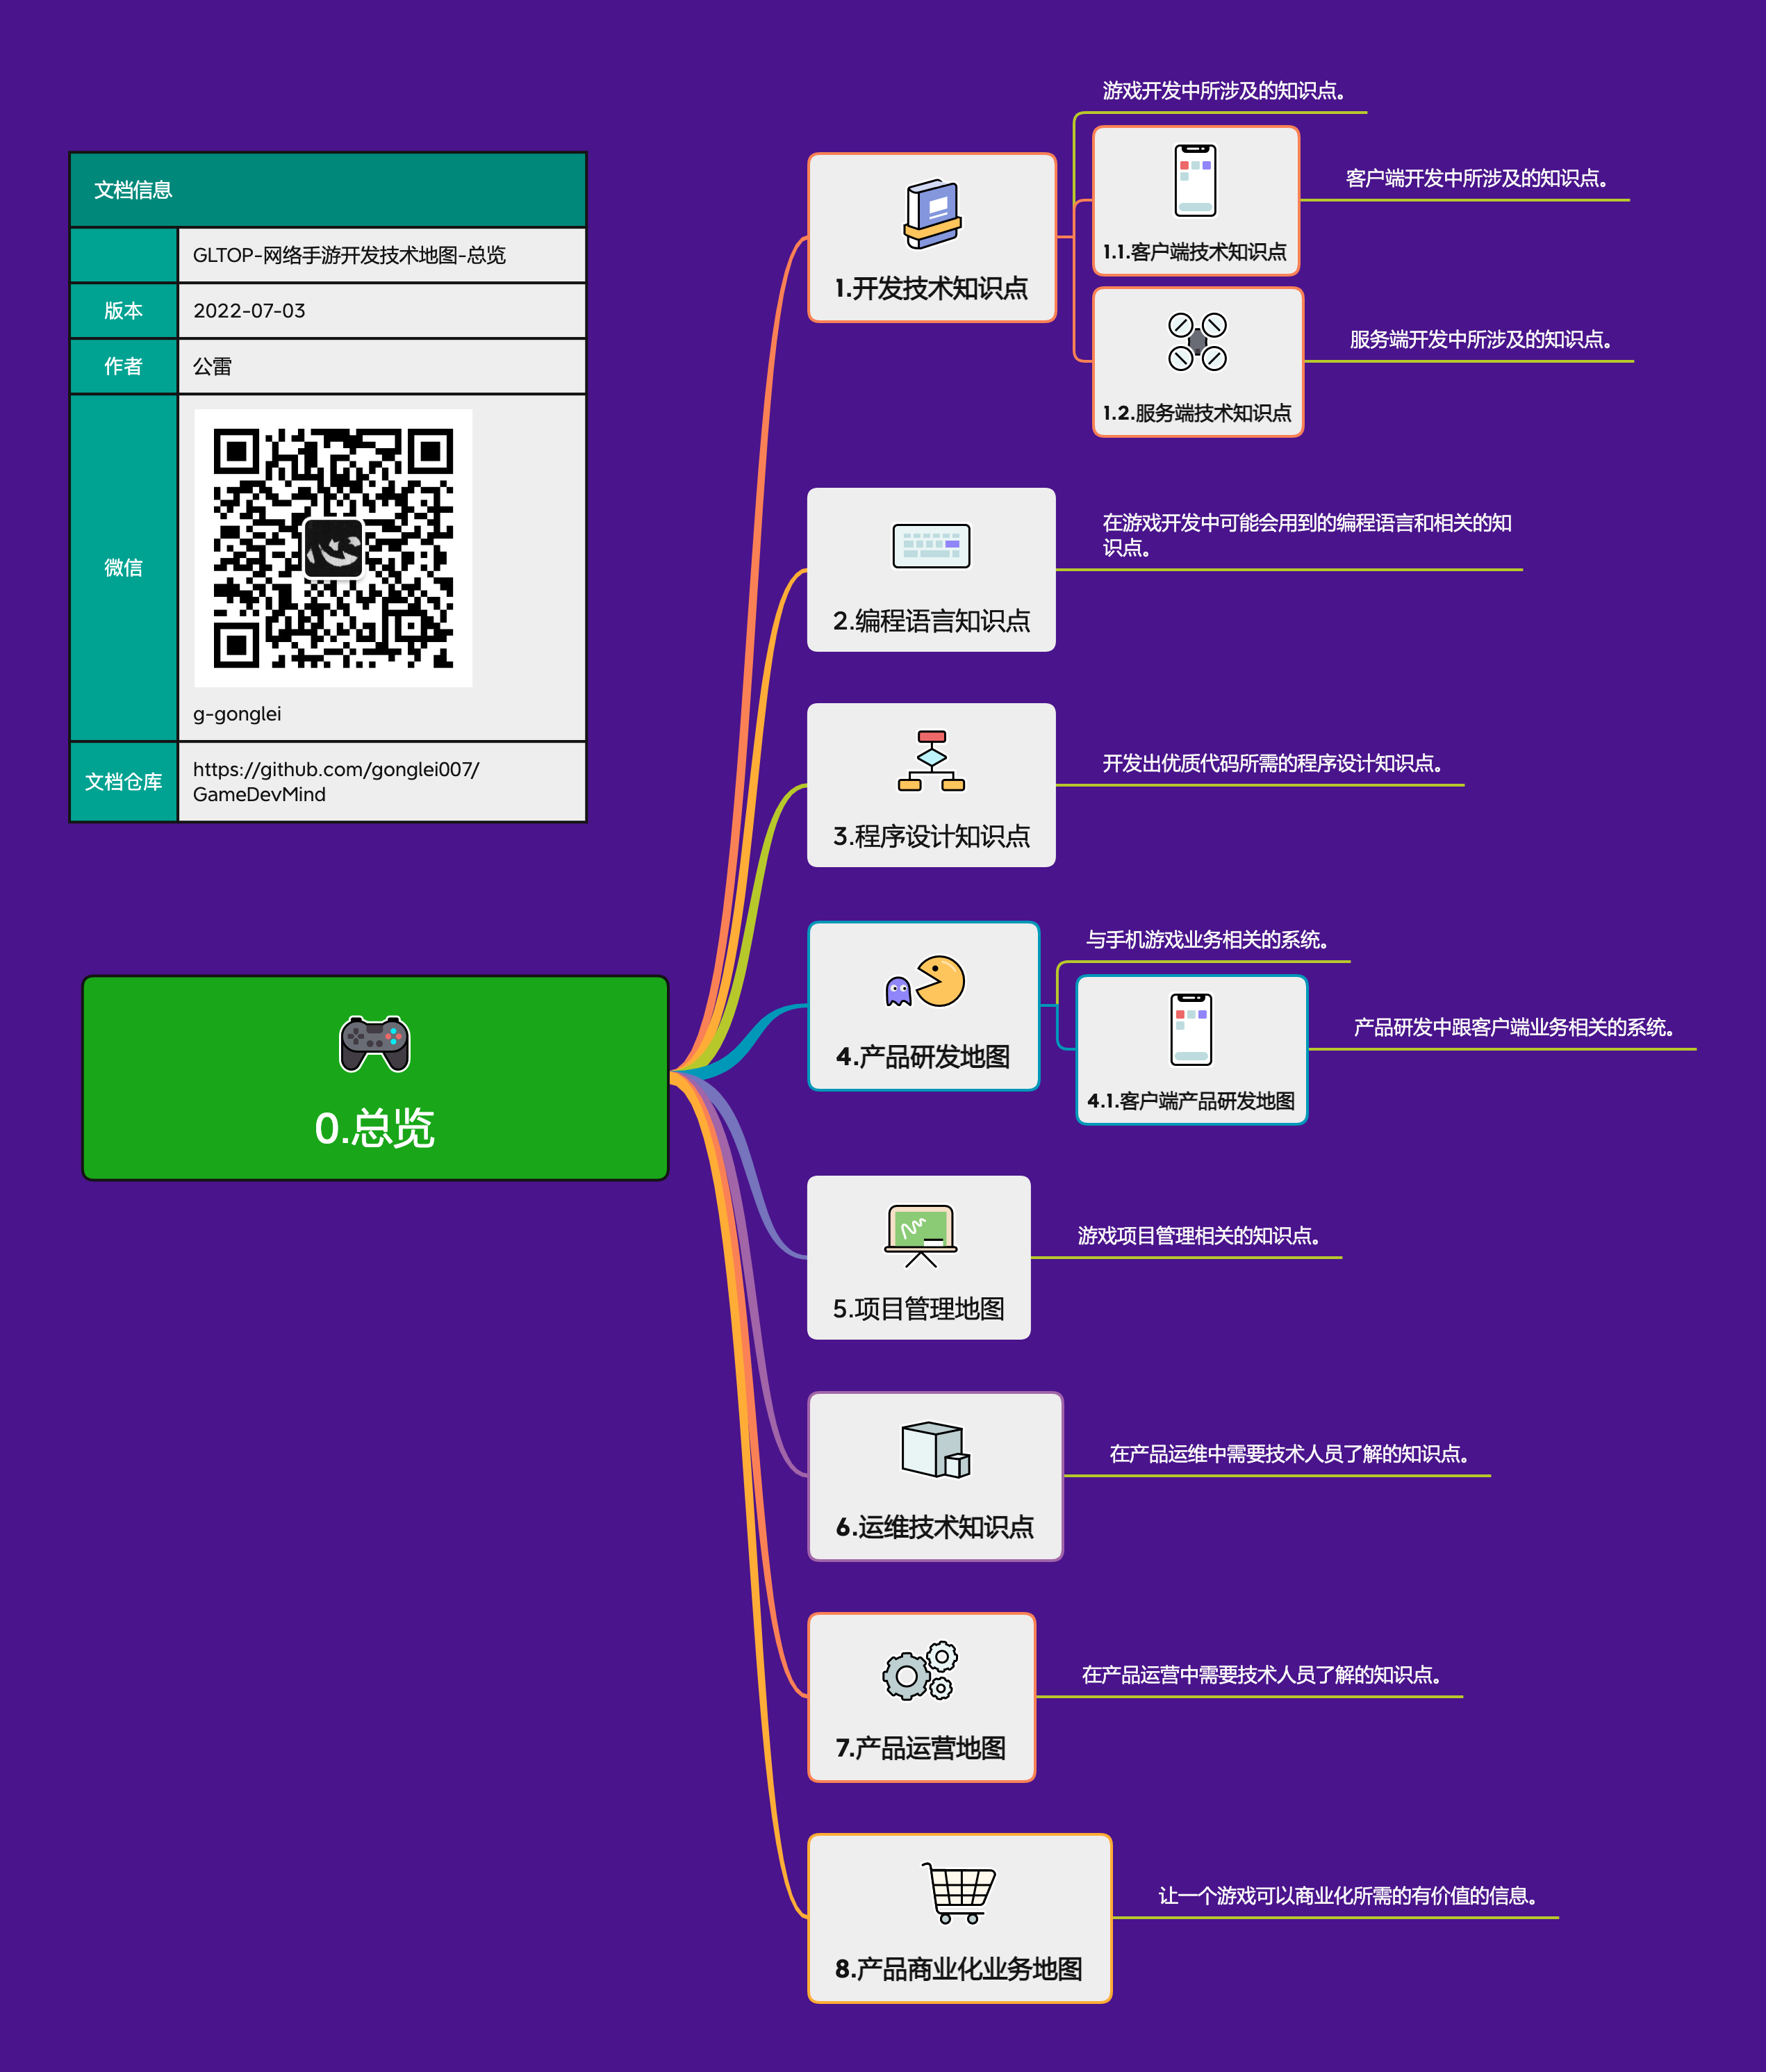 文档信息
GLTOP-网络手游开发技术地图-总览
版本
2022-07-03
作者
公雷
微信
g-gonglei
文档仓库
https://github.com/gonglei007/
GameDevMind
0.总览
1.开发技术知识点
游戏开发中所涉及的知识点。
1.1.客户端技术知识点
客户端开发中所涉及的知识点。
1.2.服务端技术知识点
服务端开发中所涉及的知识点。
2.编程语言知识点
在游戏开发中可能会用到的编程语言和相关的知
识点。
3.程序设计知识点
开发出优质代码所需的程序设计知识点。
4.产品研发地图
与手机游戏业务相关的系统。
4.1.客户端产品研发地图
产品研发中跟客户端业务相关的系统。
5.项目管理地图
游戏项目管理相关的知识点。
6.运维技术知识点
在产品运维中需要技术人员了解的知识点。
7.产品运营地图
在产品运营中需要技术人员了解的知识点。
8.产品商业化业务地图
让一个游戏可以商业化所需的有价值的信息。